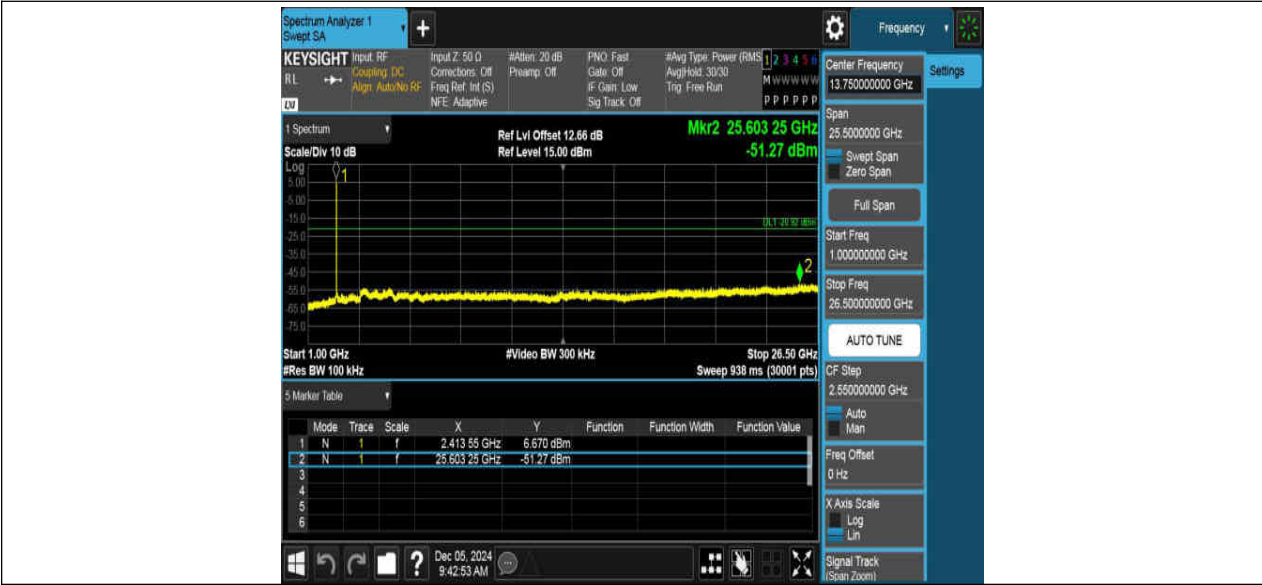 Spectrum Analyzer 1
Swept SA
+
Frequency
KEYSIGHT
RL
Input: RF
Coupling: DC
Align: Auto/No RF
Input Z: 50 Ω
Corrections: Off
Freq Ref: Int (S)
NFE: Adaptive
#Atten: 20 dB
Preamp: Off
PNO: Fast
Gate: Off
IF Gain: Low
Sig Track: Off
#Avg Type: Power (RMS
Avg|Hold: 30/30
Trig: Free Run
1 2 3 4 5 6
M W W W W W
P P P P P P
Center Frequency
13.750000000 GHz
Settings
Span
25.5000000 GHz
Swept Span
Zero Span
Full Span
Start Freq
1.000000000 GHz
Stop Freq
26.500000000 GHz
AUTO TUNE
CF Step
2.550000000 GHz
Auto
Man
Freq Offset
0 Hz
X Axis Scale
Log
Lin
Signal Track
(Span Zoom)
1 Spectrum
Scale/Div 10 dB
Ref Lvl Offset 12.66 dB
Ref Level 15.00 dBm
Mkr2 25.603 25 GHz
-51.27 dBm
Log
5.00
-5.00
-15.0
-25.0
-35.0
-45.0
-55.0
-65.0
-75.0
1
DL1 -20.92 dBm
2
Start 1.00 GHz
#Res BW 100 kHz
#Video BW 300 kHz
Stop 26.50 GHz
Sweep 938 ms (30001 pts)
5 Marker Table
Mode Trace Scale X Y Function Function Width Function Value
1 N 1 f 2.413 55 GHz 6.670 dBm
2 N 1 f 25.603 25 GHz -51.27 dBm
3
4
5
6
?
Dec 05, 2024
9:42:53 AM